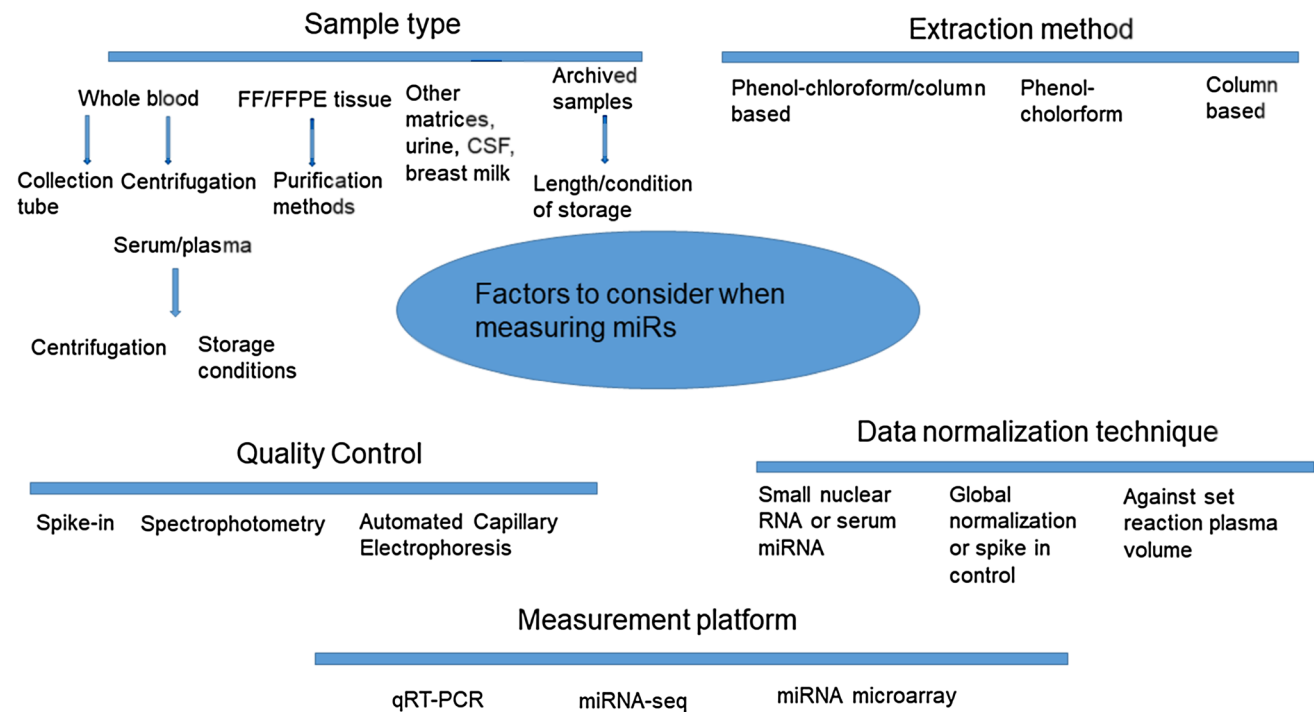 Sample type
Whole blood
FF/FFPE tissue
Other
matrices,
urine, CSF,
breast milk
Archived
samples
Collection
tube
Centrifugation
Purification
methods
Length/condition
of storage
Serum/plasma
Centrifugation
Storage
conditions
Extraction method
Phenol-chloroform/column
based
Phenol-
cholorform
Column
based
Factors to consider when
measuring miRs
Quality Control
Spike-in
Spectrophotometry
Automated Capillary
Electrophoresis
Data normalization technique
Small nuclear
RNA or serum
miRNA
Global
normalization
or spike in
control
Against set
reaction plasma
volume
Measurement platform
qRT-PCR
miRNA-seq
miRNA microarray